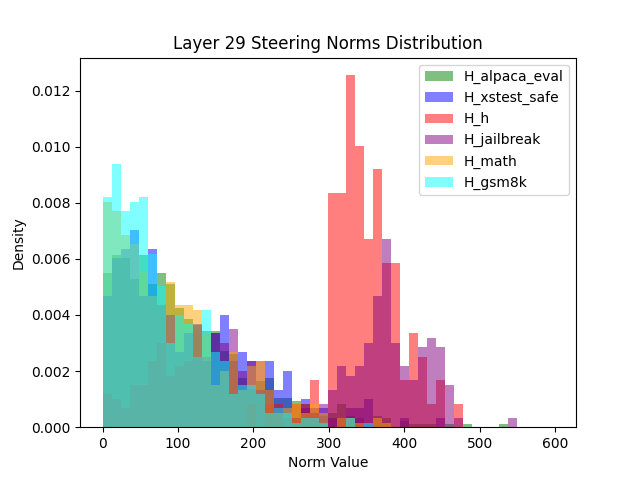 Layer 29 Steering Norms Distribution
H_alpaca_eval
H_xstest_safe
H_h
H_jailbreak
H_math
H_gsm8k
0.012
0.010
0.008
0.006
0.004
0.002
0.000
Density
0 100 200 300 400 500 600
Norm Value